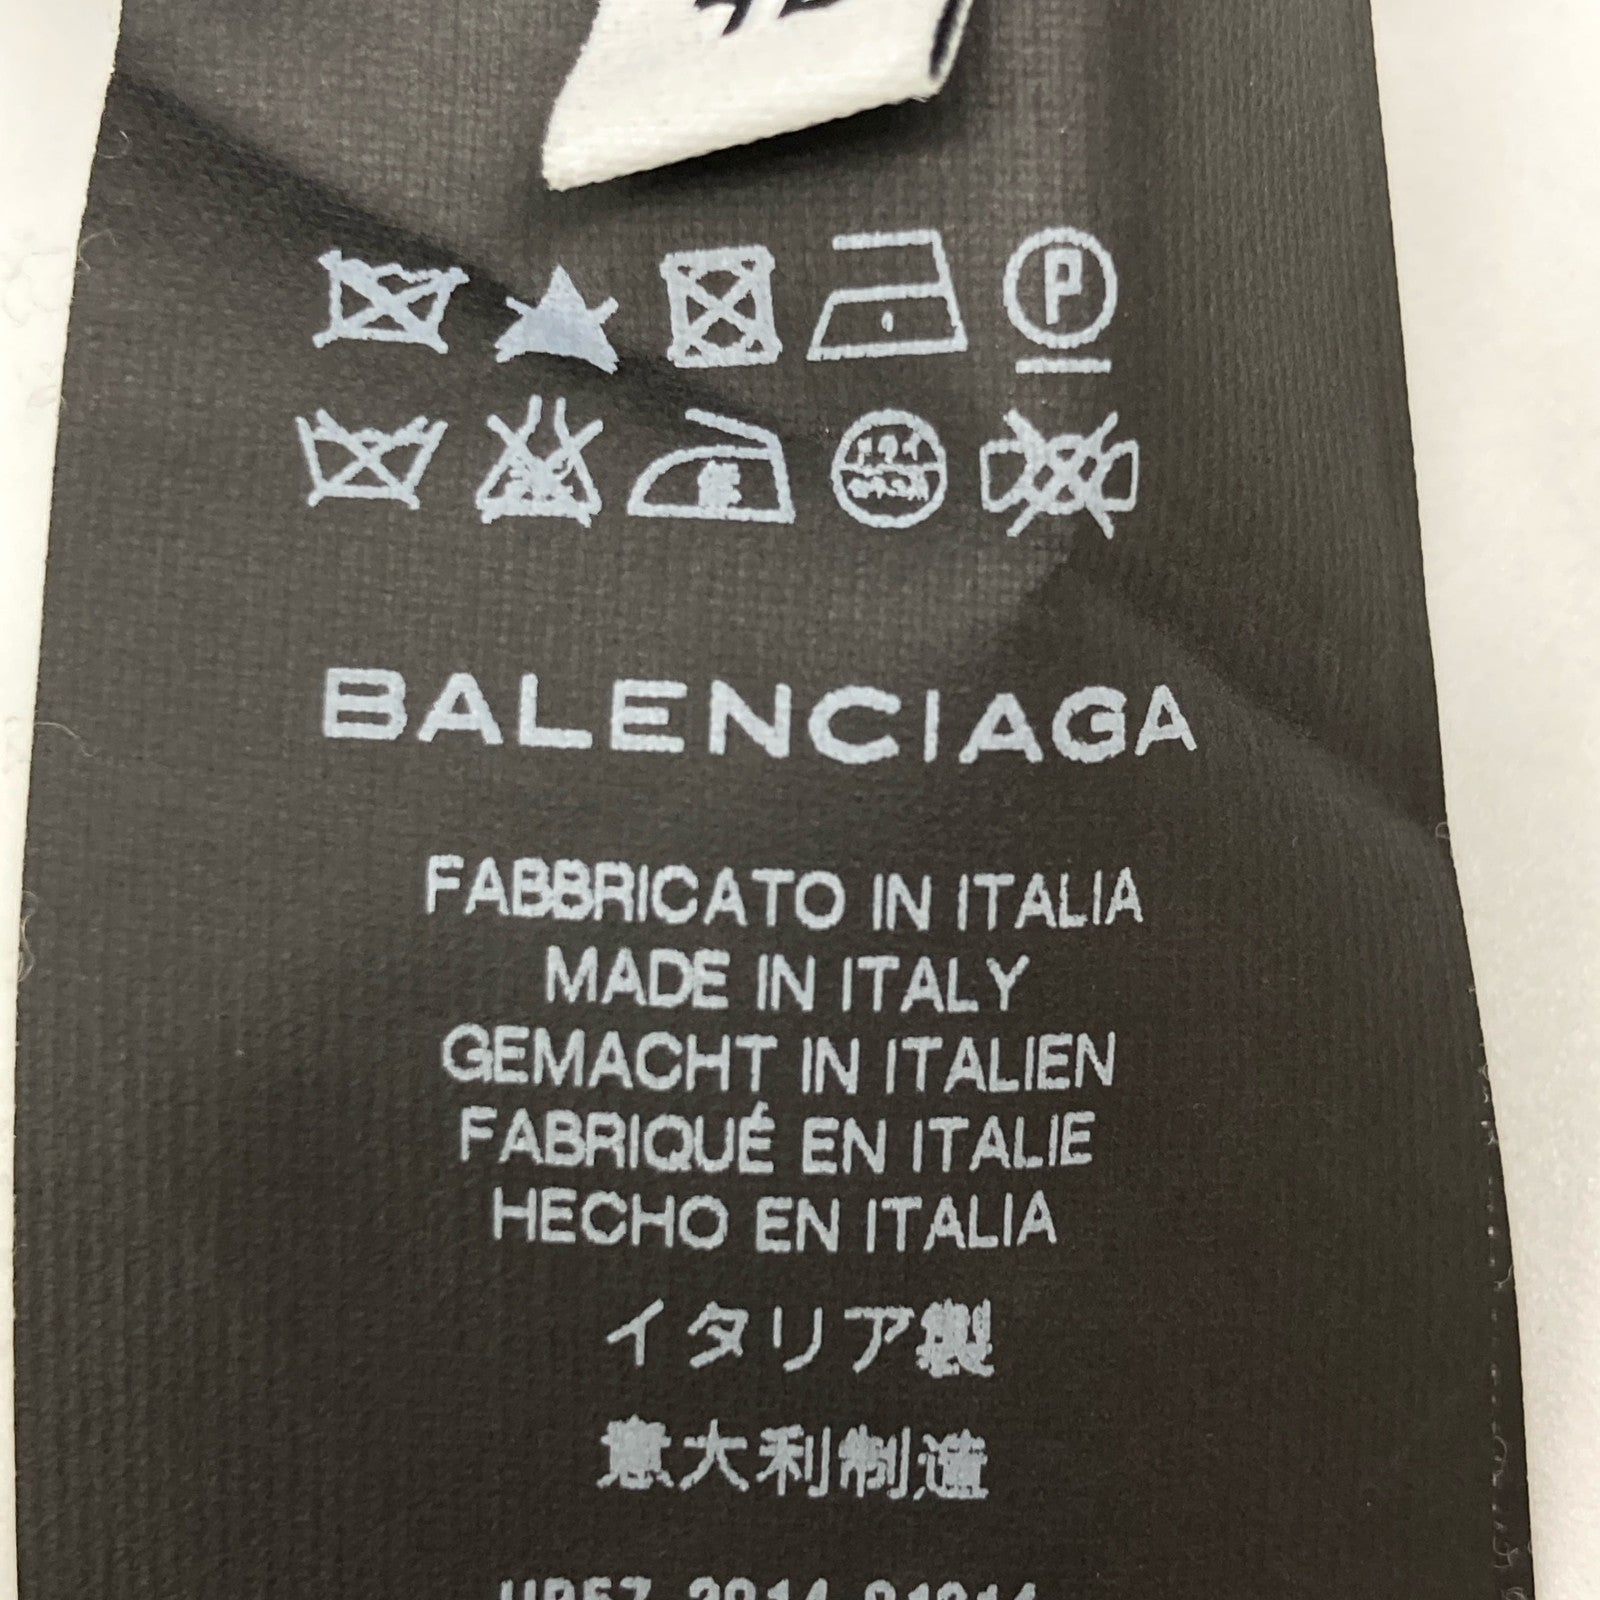 P
BALENCIAGA
FABBRICATO IN ITALIA
MADE IN ITALY
GEMACHT IN ITALIEN
FABRIQUÉ EN ITALIE
HECHO EN ITALIA
イタリア製
意大利制造